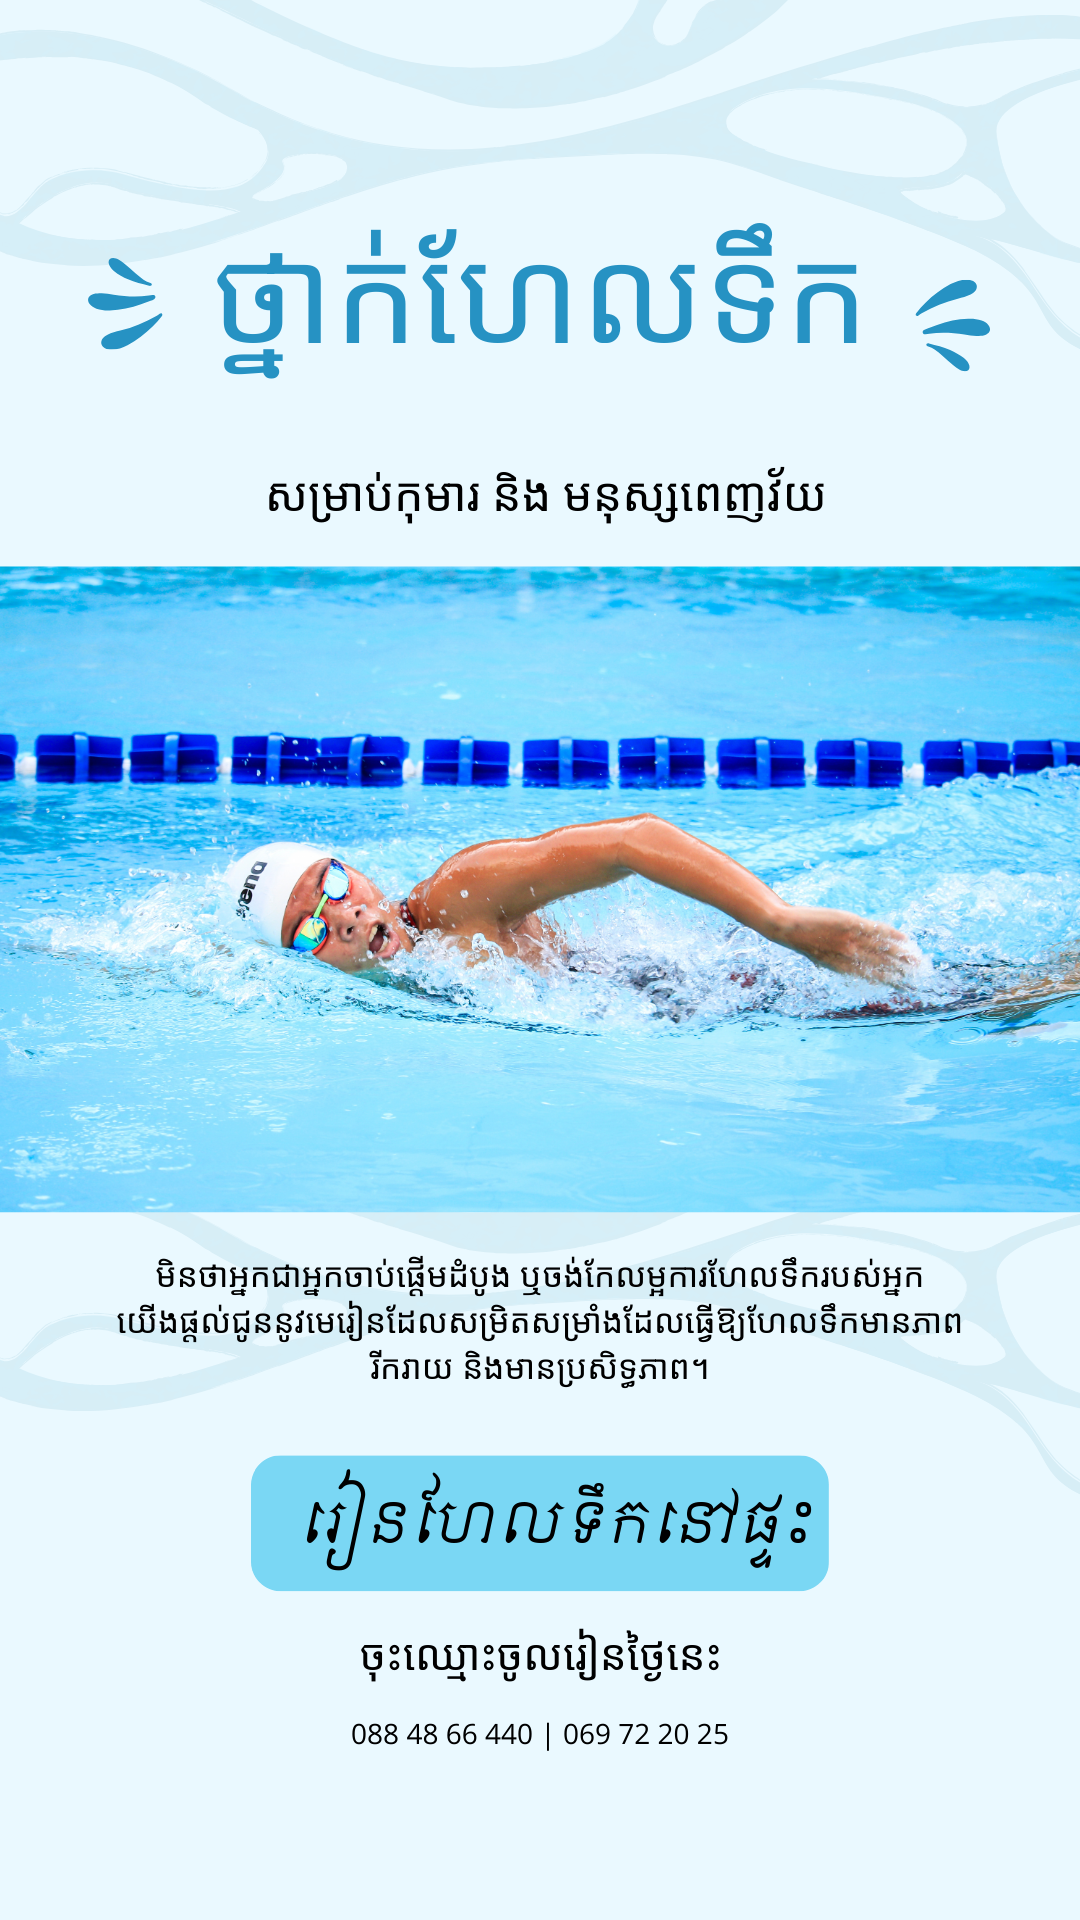 ថ្នាក់ហែលទឹក
សម្រាប់កុមារ និង មនុស្សពេញវ័យ
arena
មិនថាអ្នកជាអ្នកចាប់ផ្ដើមដំបូង ឬចង់កែលម្អការហែលទឹករបស់អ្នក
យើងផ្ដល់ជូននូវមេរៀនដែលសម្រិតសម្រាំងដែលធ្វើឱ្យហែលទឹកមានភាព
រីករាយ និងមានប្រសិទ្ធភាព។
រៀនហែលទឹកនៅផ្ទះ
ចុះឈ្មោះចូលរៀនថ្ងៃនេះ
088 48 66 440 | 069 72 20 25